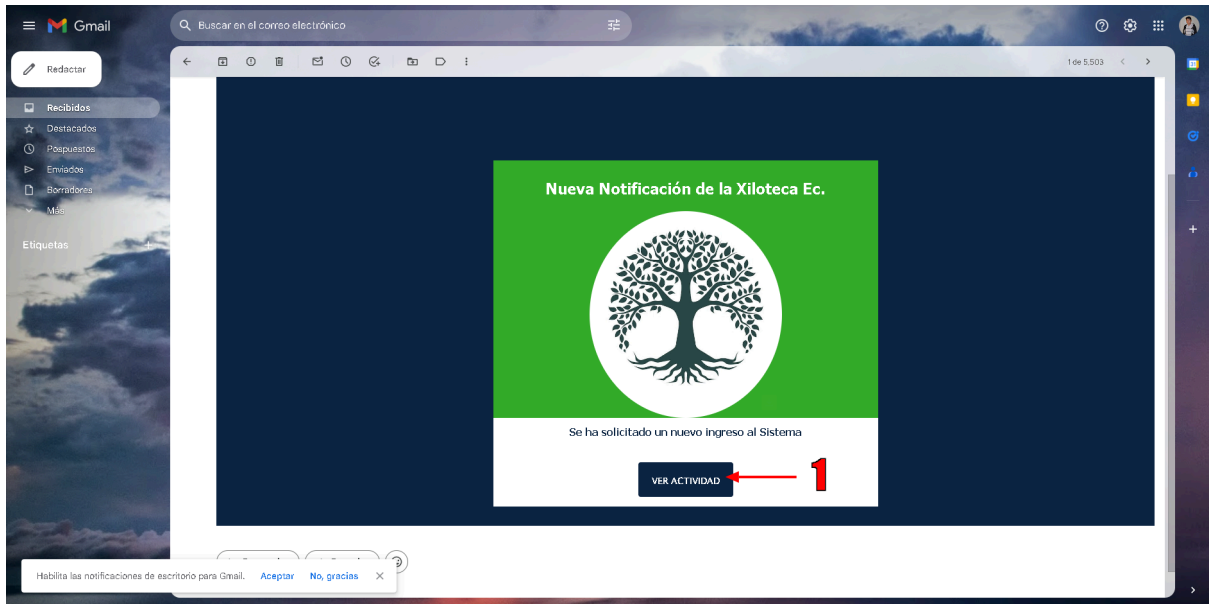 Gmail
Buscar en el correo electrónico
Redactar
1 de 5,503
Recibidos
Destacados
Pospuestos
Enviados
Borradores
Más
Etiquetas
Nueva Notificación de la Xiloteca Ec.
Se ha solicitado un nuevo ingreso al Sistema
VER ACTIVIDAD
1
Habilita las notificaciones de escritorio para Gmail. Aceptar No, gracias